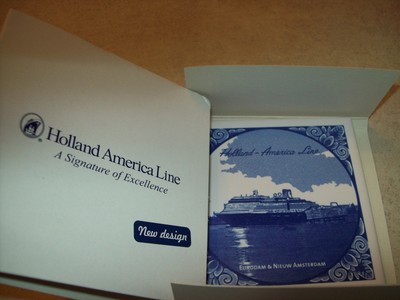 Holland America Line
A Signature of Excellence
New design
Holland - America Line
Eurodam & Nieuw Amsterdam